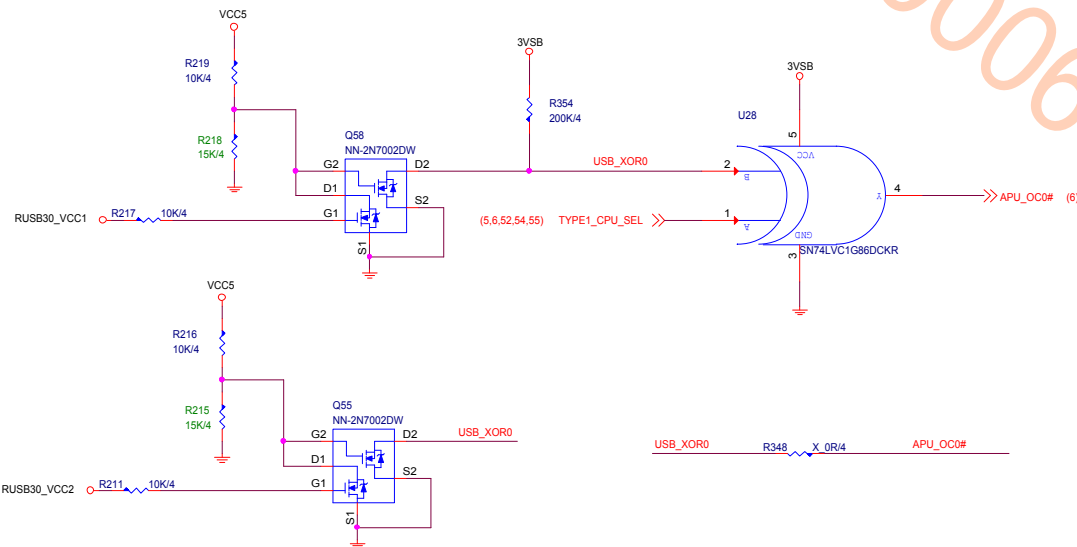 VCC5
R219
10K/4
R218
15K/4
RUSB30_VCC1
R217
10K/4
Q58
NN-2N7002DW
G2
D2
D1
S2
G1
S1
3VSB
R354
200K/4
USB_XOR0
(5,6,52,54,55)
TYPE1_CPU_SEL
3VSB
U28
5
VCC
2
B
1
A
Y
4
GND
3
SN74LVC1G86DCKR
APU_OC0#
(6)
VCC5
R216
10K/4
R215
15K/4
RUSB30_VCC2
R211
10K/4
Q55
NN-2N7002DW
G2
D2
D1
S2
G1
S1
USB_XOR0
USB_XOR0
R348
X_0R/4
APU_OC0#